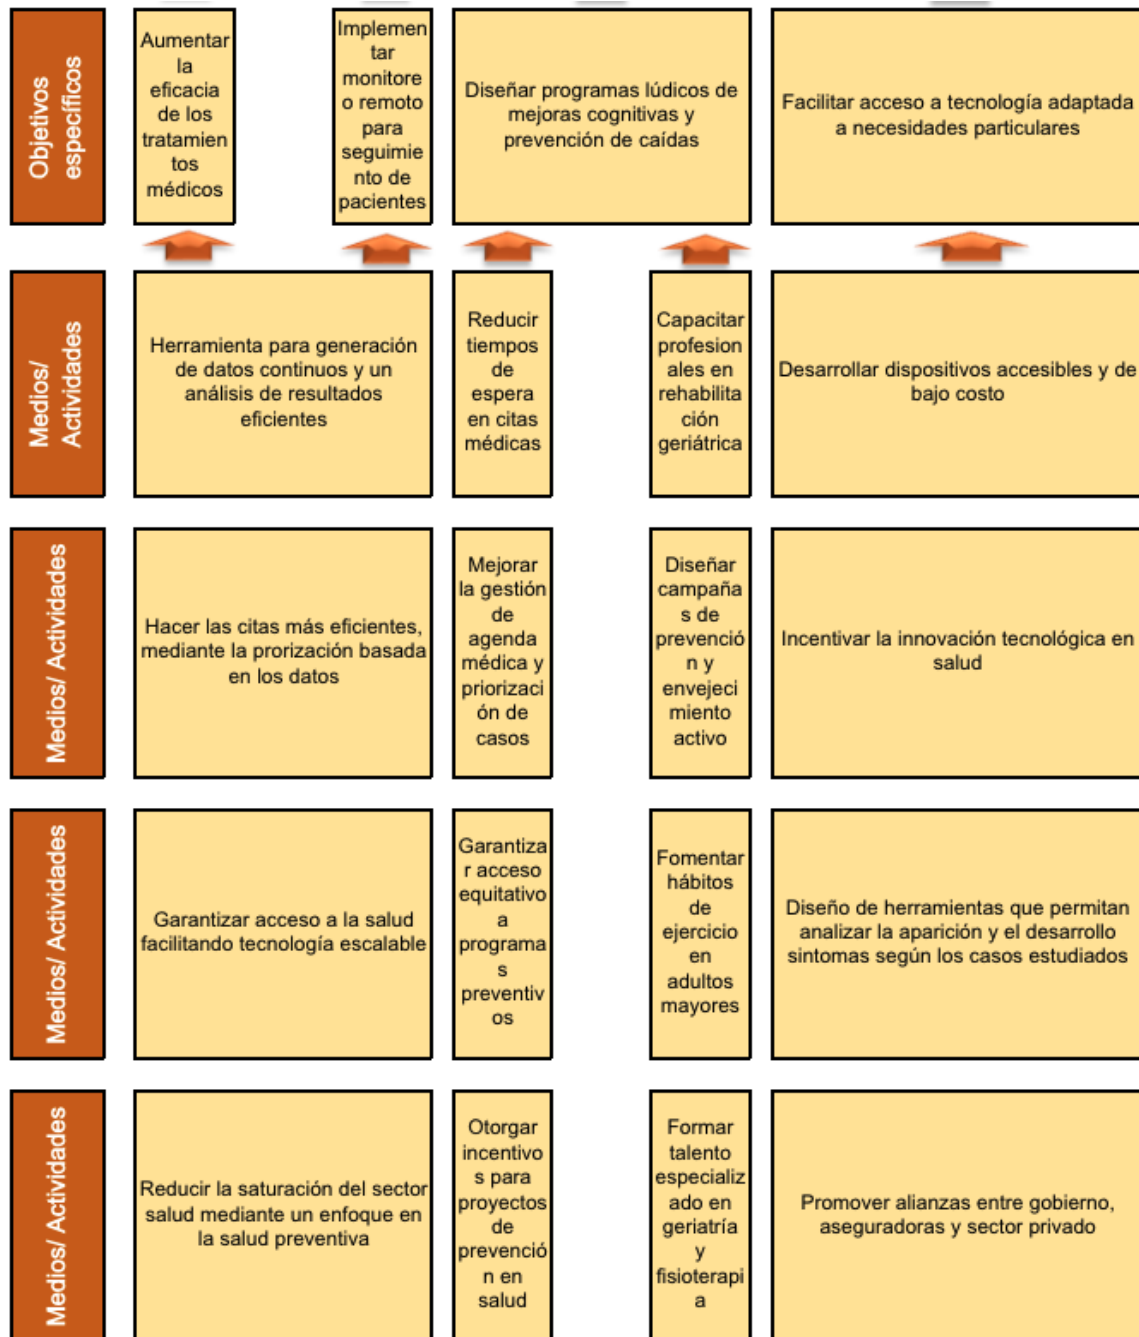 Objetivos
específicos
Aumentar
la
eficacia
de los
tratamien
tos
médicos
Implemen
tar
monitore
o remoto
para
seguimie
nto de
pacientes
Diseñar programas lúdicos de
mejoras cognitivas y
prevención de caídas
Facilitar acceso a tecnología adaptada
a necesidades particulares
Medios/
Actividades
Herramienta para generación
de datos continuos y un
análisis de resultados
eficientes
Reducir
tiempos
de
espera
en citas
médicas
Capacitar
profesion
ales en
rehabilita
ción
geriátrica
Desarrollar dispositivos accesibles y de
bajo costo
Medios/ Actividades
Hacer las citas más eficientes,
mediante la prorización basada
en los datos
Mejorar
la gestión
de
agenda
médica y
priorizaci
ón de
casos
Diseñar
campaña
s de
prevenció
n y
envejeci
miento
activo
Incentivar la innovación tecnológica en
salud
Medios/ Actividades
Garantizar acceso a la salud
facilitando tecnología escalable
Garantiza
r acceso
equitativo
a
programa
s
preventiv
os
Fomentar
hábitos
de
ejercicio
en
adultos
mayores
Diseño de herramientas que permitan
analizar la aparición y el desarrollo
sintomas según los casos estudiados
Medios/ Actividades
Reducir la saturación del sector
salud mediante un enfoque en
la salud preventiva
Otorgar
incentivo
s para
proyectos
de
prevenció
n en
salud
Formar
talento
especializ
ado en
geriatría
y
fisioterapi
a
Promover alianzas entre gobierno,
aseguradoras y sector privado